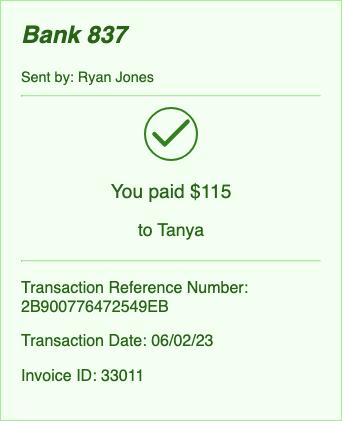 Bank 837
Sent by: Ryan Jones
You paid $115
to Tanya
Transaction Reference Number:
2B900776472549EB
Transaction Date: 06/02/23
Invoice ID: 33011